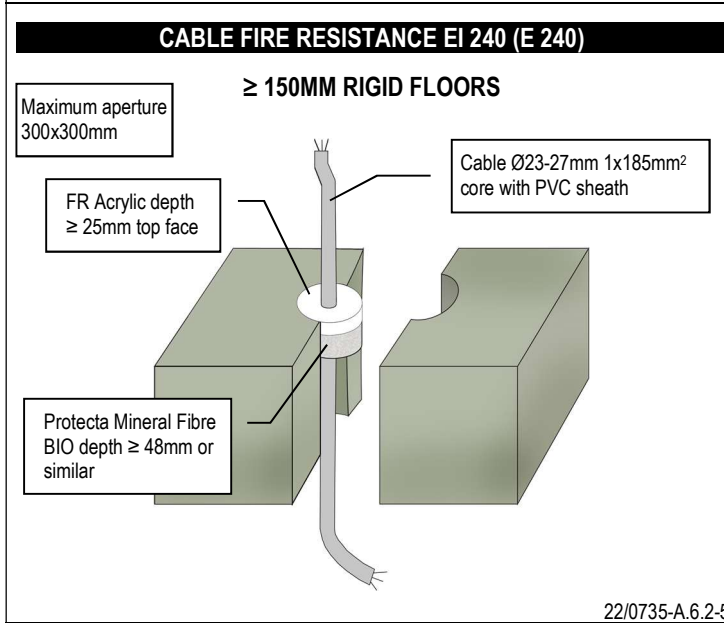 CABLE FIRE RESISTANCE EI 240 (E 240)
≥ 150MM RIGID FLOORS
Maximum aperture
300x300mm
Cable Ø23-27mm 1x185mm²
core with PVC sheath
FR Acrylic depth
≥ 25mm top face
Protecta Mineral Fibre
BIO depth ≥ 48mm or
similar
22/0735-A.6.2-5